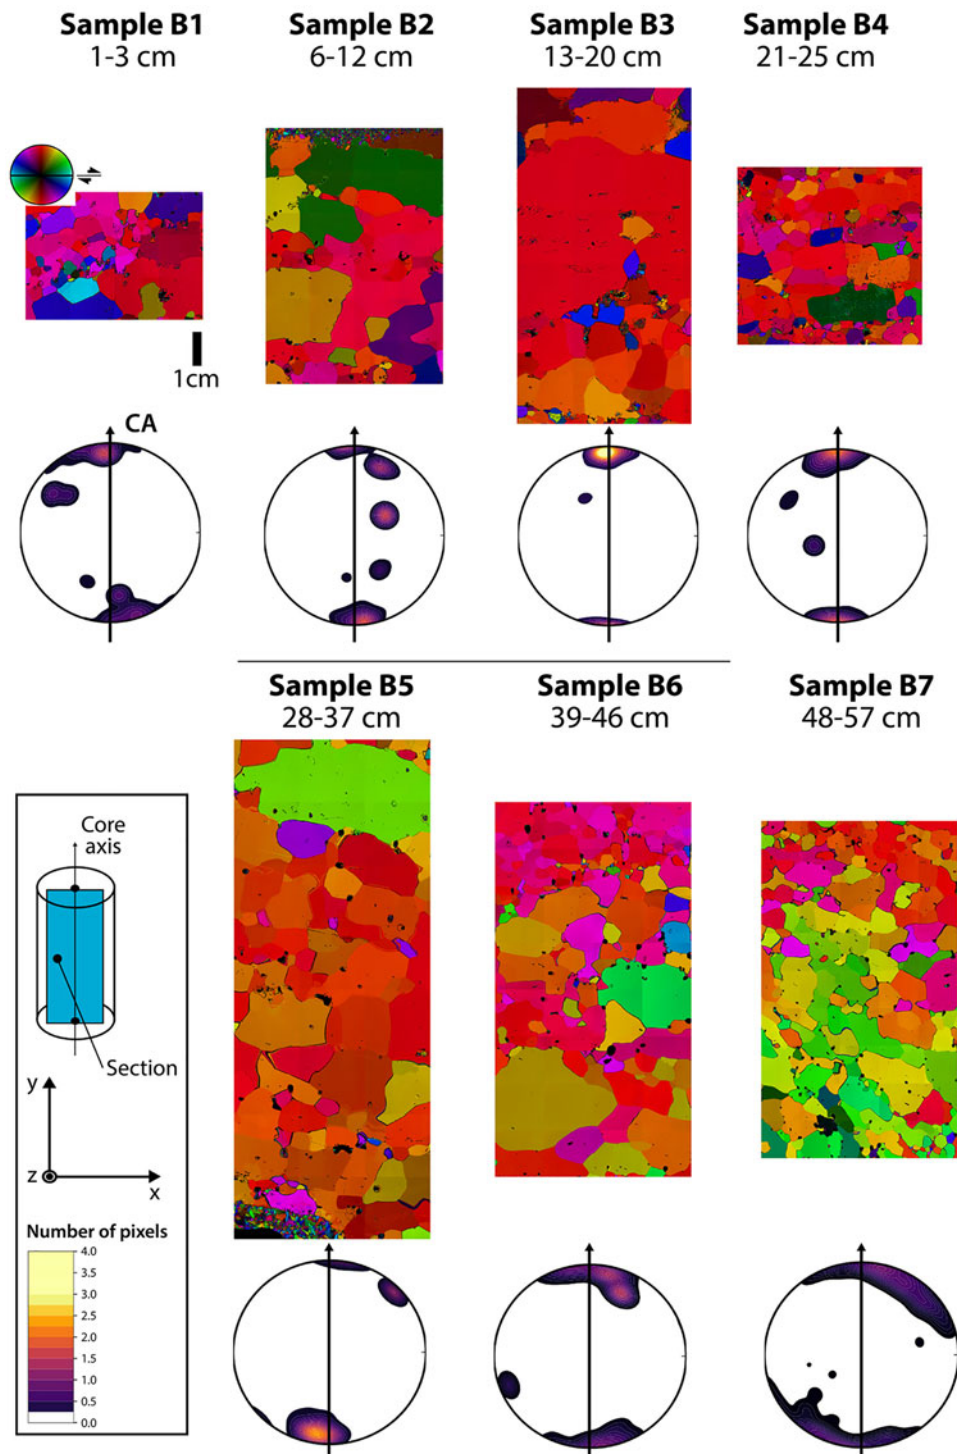 Sample B1
1-3 cm
Sample B2
6-12 cm
Sample B3
13-20 cm
Sample B4
21-25 cm
1cm
CA
Sample B5
28-37 cm
Sample B6
39-46 cm
Sample B7
48-57 cm
Core
axis
Section
y
z
x
Number of pixels
4.0
3.5
3.0
2.5
2.0
1.5
1.0
0.5
0.0